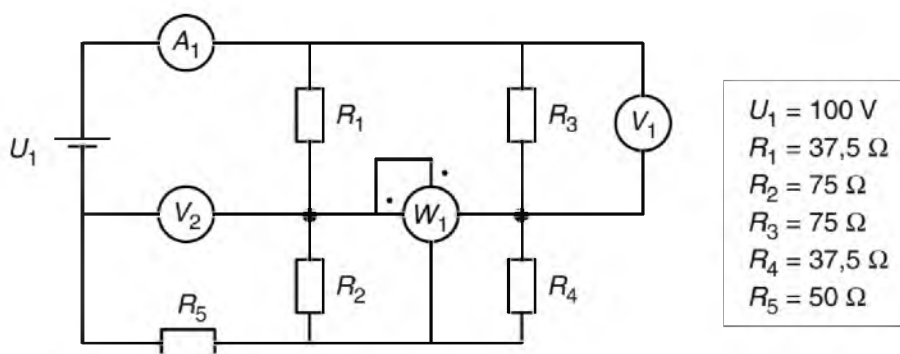 A₁
R₁
R₃
V₁
U₁
V₂
W₁
R₂
R₄
R₅
U₁ = 100 V
R₁ = 37,5 Ω
R₂ = 75 Ω
R₃ = 75 Ω
R₄ = 37,5 Ω
R₅ = 50 Ω